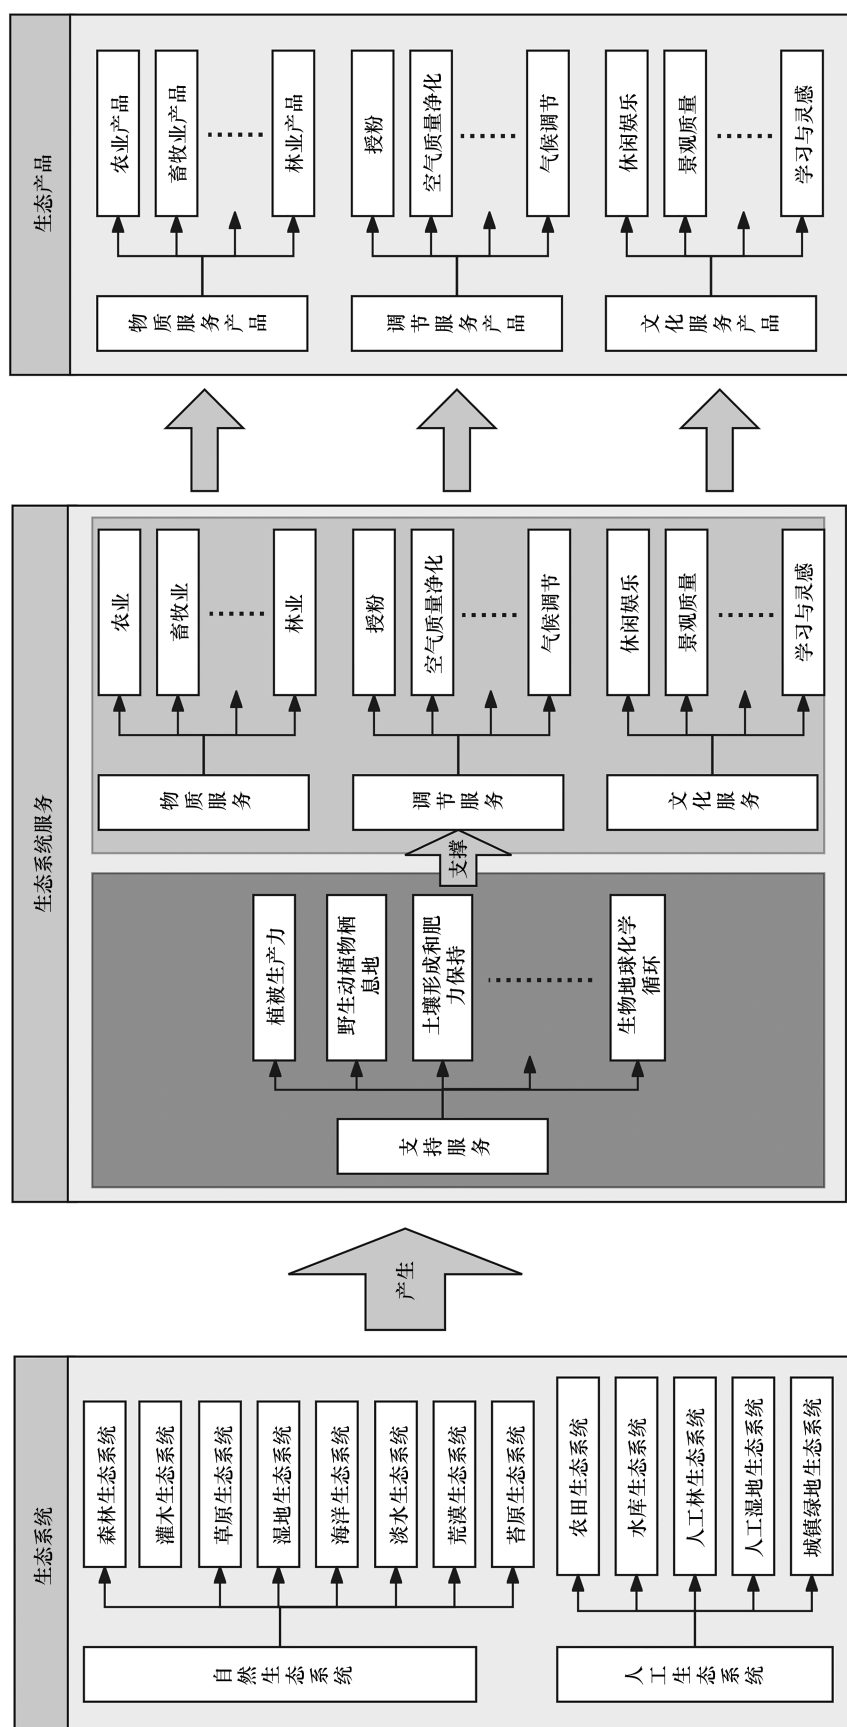 生态系统
自然生态系统
森林生态系统
灌木生态系统
草原生态系统
湿地生态系统
海洋生态系统
淡水生态系统
荒漠生态系统
苔原生态系统
人工生态系统
农田生态系统
水库生态系统
人工林生态系统
人工湿地生态系统
城镇绿地生态系统
产生
生态系统服务
支持服务
植被生产力
野生动植物栖
息地
土壤形成和肥
力保持
生物地球化学
循环
支撑
物质服务
农业
畜牧业
林业
调节服务
授粉
空气质量净化
气候调节
文化服务
休闲娱乐
景观质量
学习与灵感
生态产品
物质服务产品
农业产品
畜牧业产品
林业产品
调节服务产品
授粉
空气质量净化
气候调节
文化服务产品
休闲娱乐
景观质量
学习与灵感